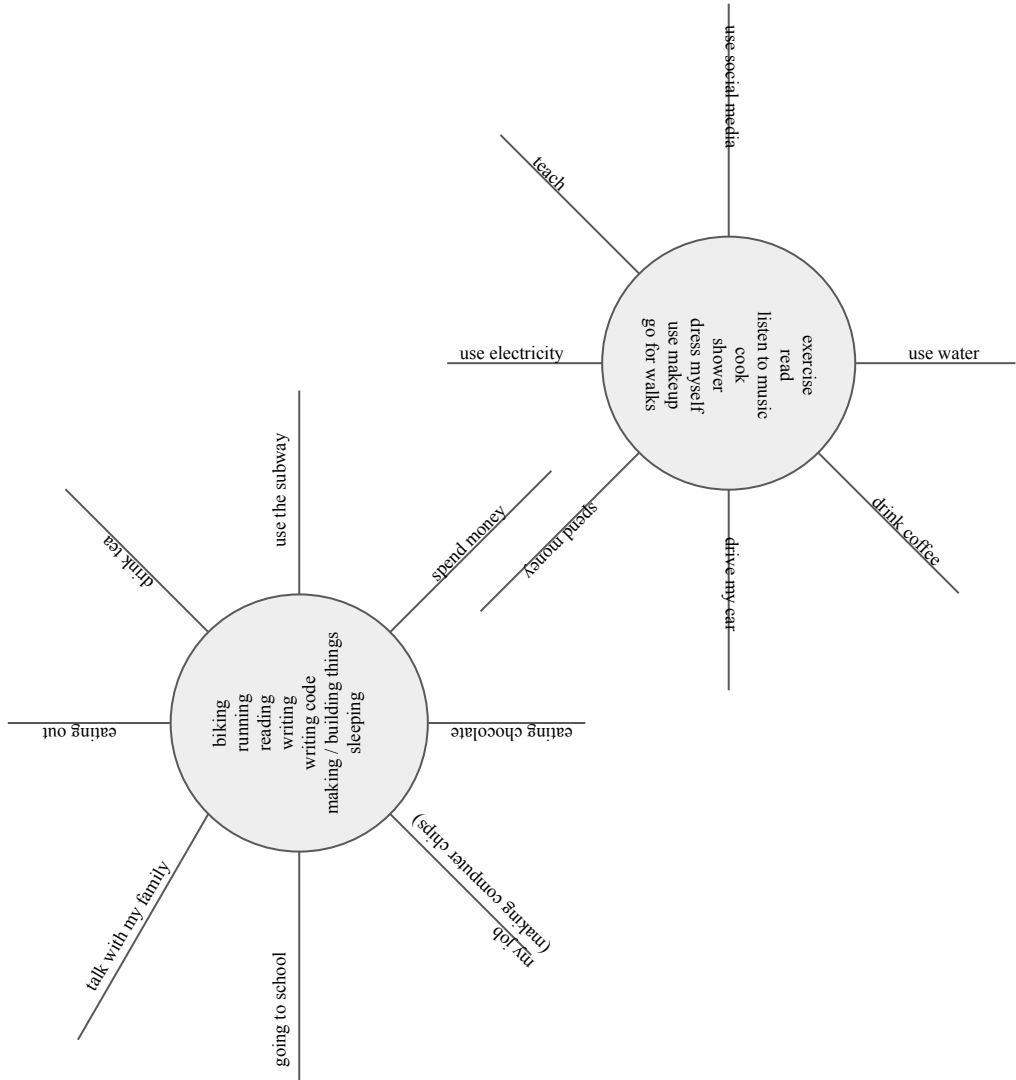 use social media
teach
use electricity
use water
exercise
read
listen to music
cook
shower
dress myself
use makeup
go for walks
spend money
drive my car
drink coffee
use the subway
drink tea
spend money
eating out
biking
running
reading
writing
writing code
making / building things
sleeping
eating chocolate
talk with my family
going to school
my job
(making computer chips)